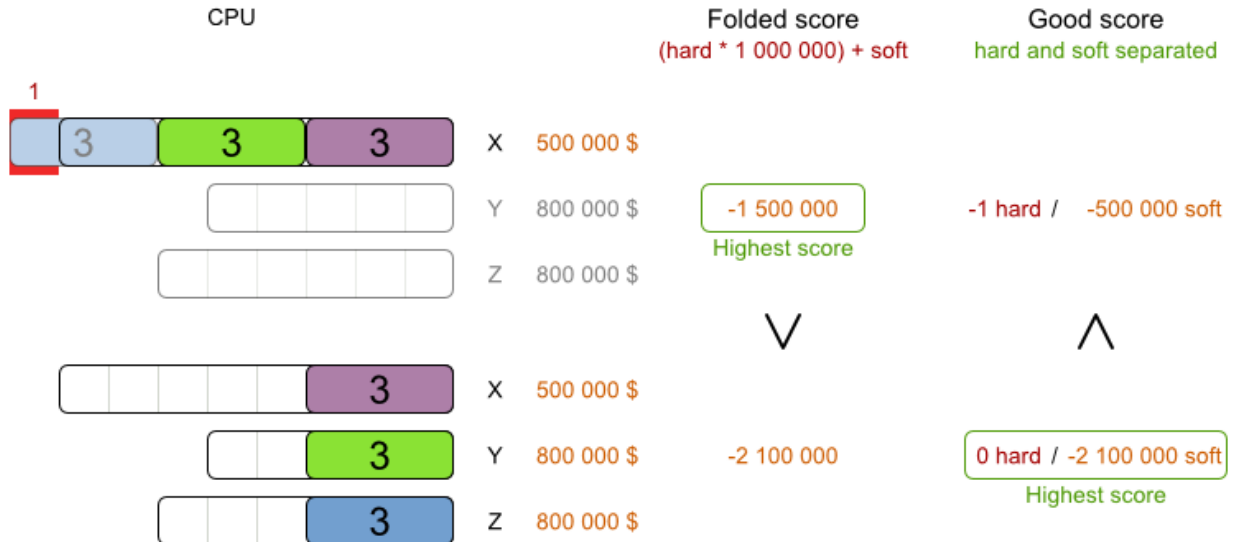 CPU Folded score Good score
(hard * 1 000 000) + soft hard and soft separated
1
3 3 3 X 500 000 $
Y 800 000 $ -1 500 000 -1 hard / -500 000 soft
Highest score
Z 800 000 $
> <
3 X 500 000 $
3 Y 800 000 $ -2 100 000 0 hard / -2 100 000 soft
Highest score
3 Z 800 000 $